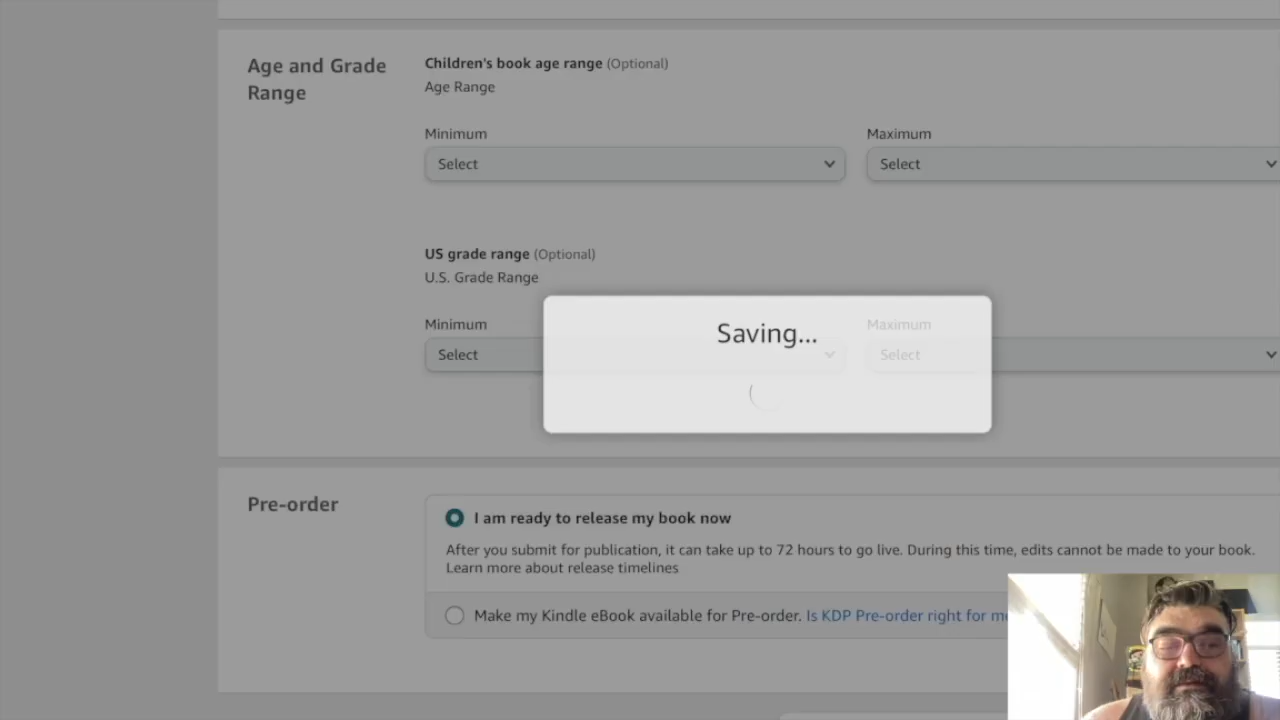 Age and Grade
Range
Children's book age range (Optional)
Age Range
Minimum
Maximum
Select
Select
US grade range (Optional)
U.S. Grade Range
Minimum
Maximum
Select
Select
Saving...
Pre-order
I am ready to release my book now
After you submit for publication, it can take up to 72 hours to go live. During this time, edits cannot be made to your book.
Learn more about release timelines
Make my Kindle eBook available for Pre-order. Is KDP Pre-order right for